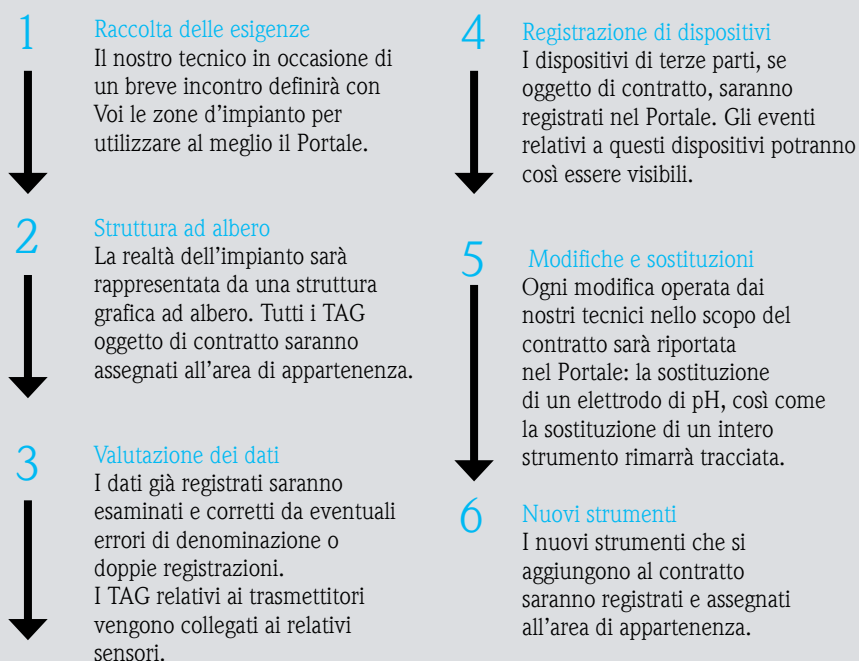 1
Raccolta delle esigenze
Il nostro tecnico in occasione di
un breve incontro definirà con
Voi le zone d'impianto per
utilizzare al meglio il Portale.
2
Struttura ad albero
La realtà dell'impianto sarà
rappresentata da una struttura
grafica ad albero. Tutti i TAG
oggetto di contratto saranno
assegnati all'area di appartenenza.
3
Valutazione dei dati
I dati già registrati saranno
esaminati e corretti da eventuali
errori di denominazione o
doppie registrazioni.
I TAG relativi ai trasmettitori
vengono collegati ai relativi
sensori.
4
Registrazione di dispositivi
I dispositivi di terze parti, se
oggetto di contratto, saranno
registrati nel Portale. Gli eventi
relativi a questi dispositivi potranno
così essere visibili.
5
Modifiche e sostituzioni
Ogni modifica operata dai
nostri tecnici nello scopo del
contratto sarà riportata
nel Portale: la sostituzione
di un elettrodo di pH, così come
la sostituzione di un intero
strumento rimarrà tracciata.
6
Nuovi strumenti
I nuovi strumenti che si
aggiungono al contratto
saranno registrati e assegnati
all'area di appartenenza.